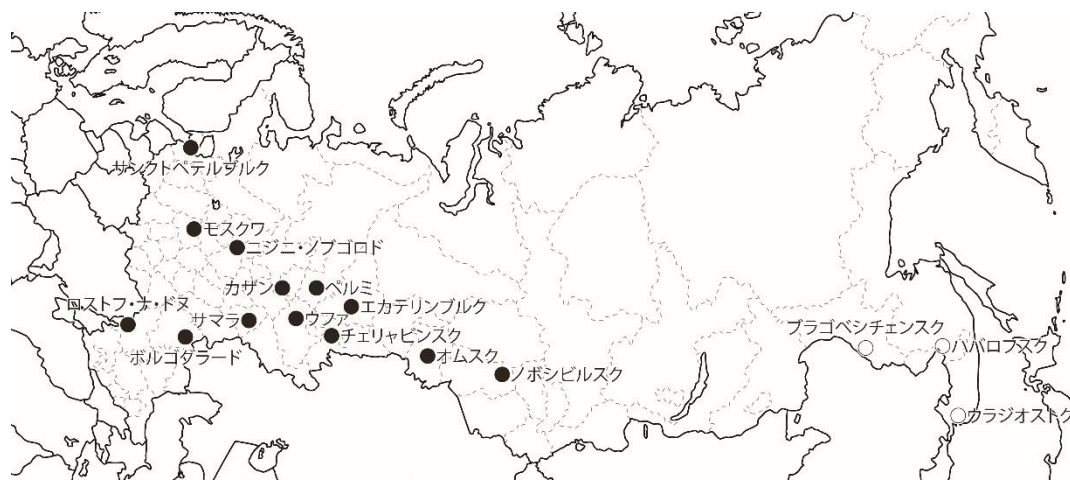 サンクトペテルブルク
モスクワ
ニジニ・ノブゴロド
カザン
ペルミ
エカテリンブルク
ロストフ・ナ・ドヌ
サマラ
ウファ
チェリャビンスク
ボルゴグラード
オムスク
ノボシビルスク
ブラゴベシチェンスク
ハバロフスク
ウラジオストク